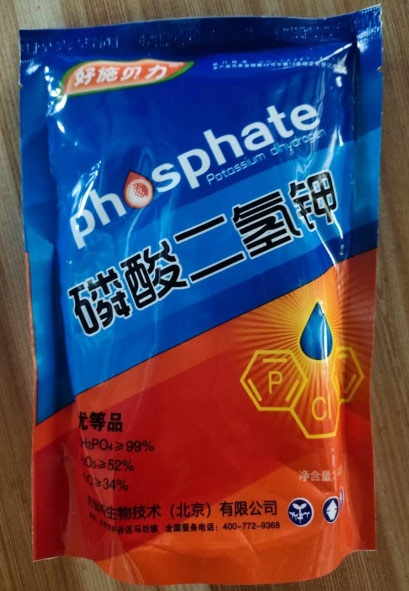 好施贝力
phosphate
Potassium dihydrogen
磷酸二氢钾
P
Cl
优等品
H2PO4≥99%
≥52%
≥34%
生物技术（北京）有限公司
全国服务电话：400-772-9368
净含量